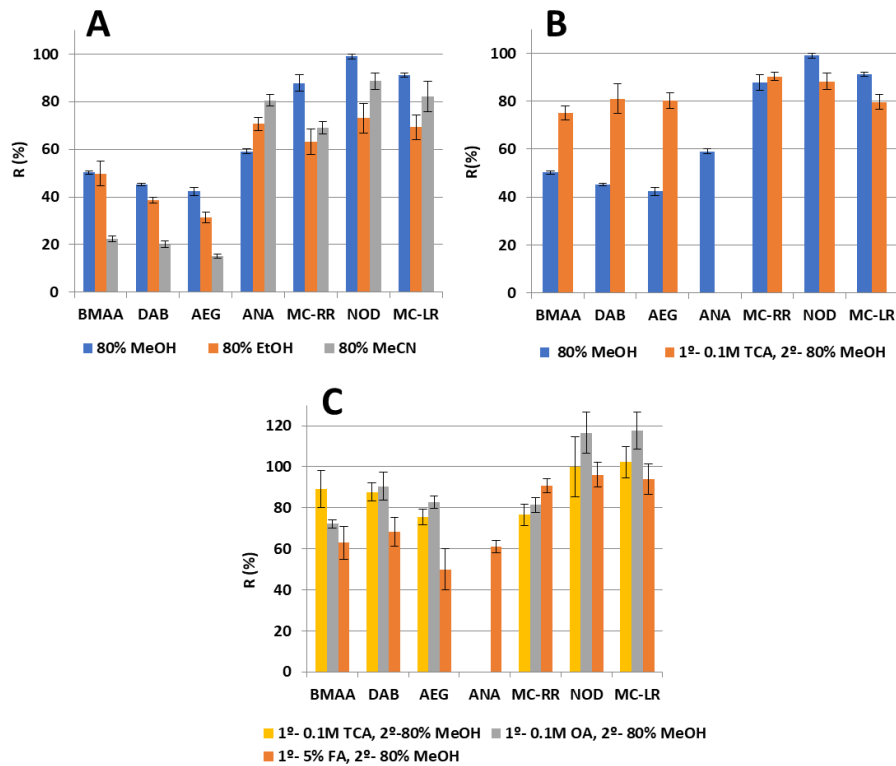 A
100
80
60
40
20
0
R (%)
BMAA DAB AEG ANA MC-RR NOD MC-LR
80% MeOH 80% EtOH 80% MeCN
B
100
80
60
40
20
0
R(%)
BMAA DAB AEG ANA MC-RR NOD MC-LR
80% MeOH 1º- 0.1M TCA, 2º- 80% MeOH
C
120
100
80
60
40
20
0
R (%)
BMAA DAB AEG ANA MC-RR NOD MC-LR
1º- 0.1M TCA, 2º-80% MeOH 1º- 0.1M OA, 2º- 80% MeOH
1º- 5% FA, 2º- 80% MeOH